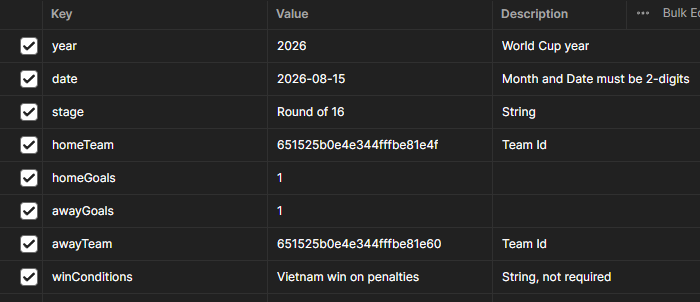 Key Value Description ••• Bulk Ec
year 2026 World Cup year
date 2026-08-15 Month and Date must be 2-digits
stage Round of 16 String
homeTeam 651525b0e4e344fffbe81e4f Team Id
homeGoals 1
awayGoals 1
awayTeam 651525b0e4e344fffbe81e60 Team Id
winConditions Vietnam win on penalties String, not required